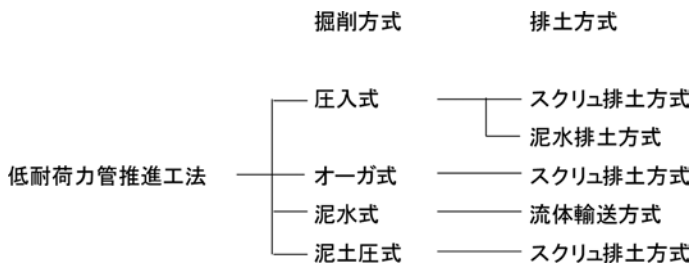 掘削方式 排土方式
圧入式 スクリュ排土方式
泥水排土方式
低耐荷力管推進工法 オーガ式 スクリュ排土方式
泥水式 流体輸送方式
泥土圧式 スクリュ排土方式